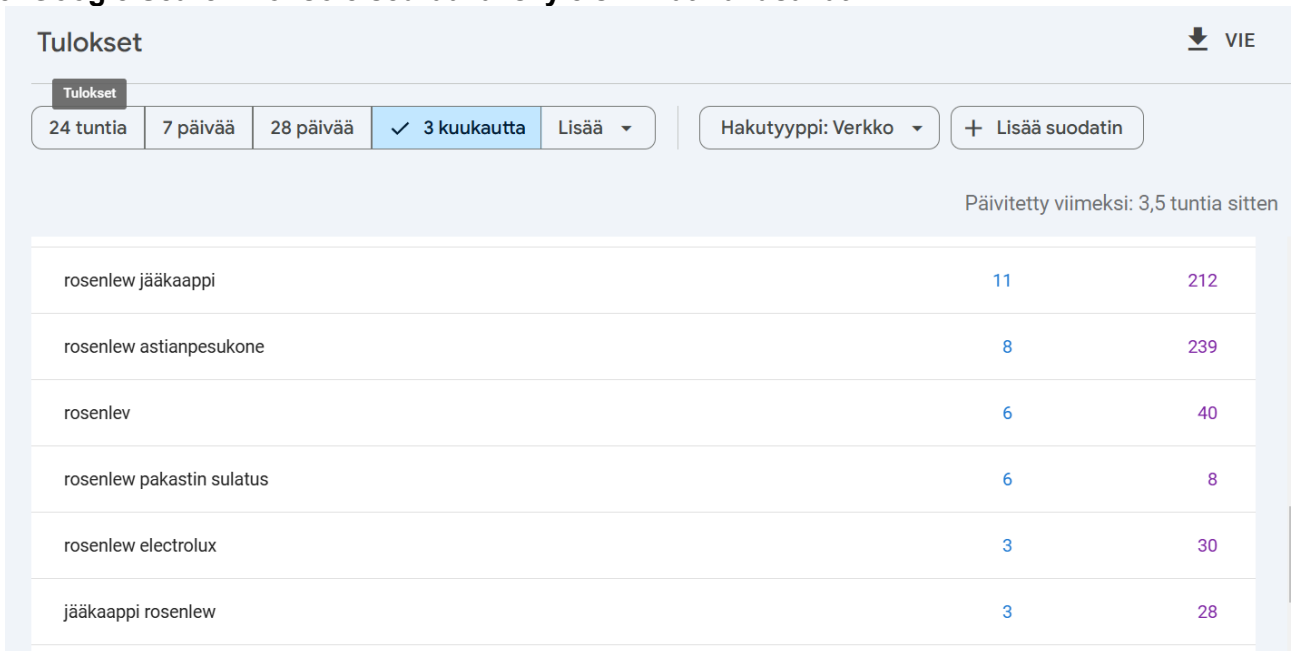 Tulokset
VIE
Tulokset
24 tuntia 7 päivää 28 päivää 3 kuukautta Lisää Hakutyyppi: Verkko + Lisää suodatin
Päivitetty viimeksi: 3,5 tuntia sitten
rosenlew jääkaappi 11 212
rosenlew astianpesukone 8 239
rosenlev 6 40
rosenlew pakastin sulatus 6 8
rosenlew electrolux 3 30
jääkaappi rosenlew 3 28